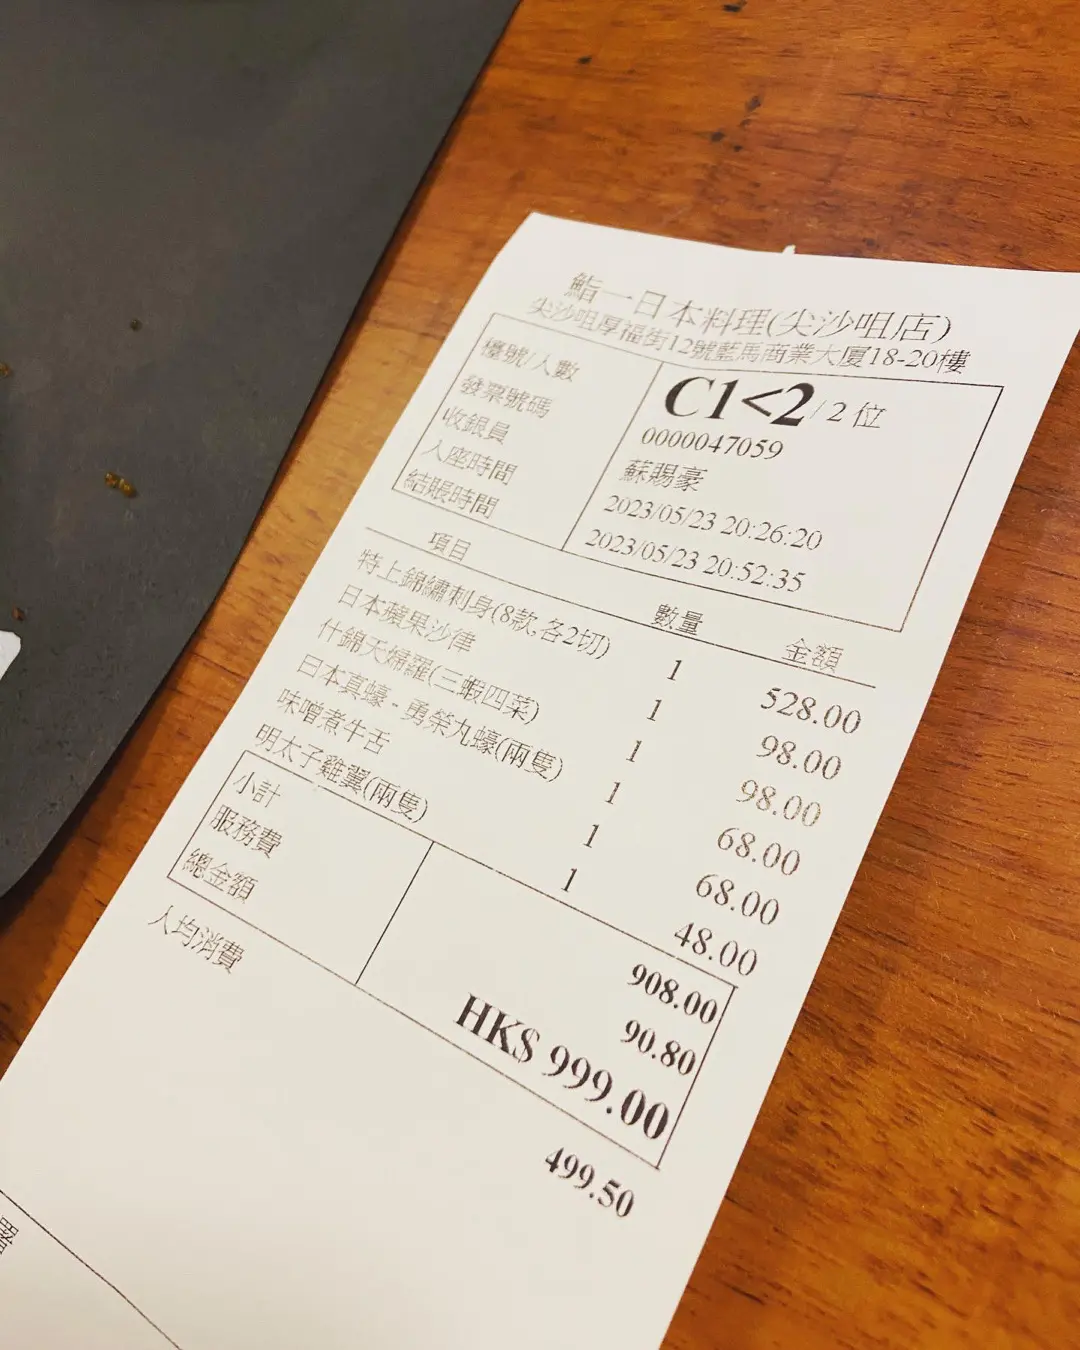 鮨一日本料理(尖沙咀店)
尖沙咀厚福街12號藍馬商業大廈18-20樓
檯號/人數 C1<2 / 2 位
發票號碼 0000047059
收銀員 蘇賜豪
入座時間 2023/05/23 20:26:20
結賬時間 2023/05/23 20:52:35
項目 數量 金額
特上錦繡刺身(8款,各2切) 1 528.00
日本蘋果沙律 1 98.00
什錦天婦羅(三蝦四菜) 1 98.00
日本真蠔 - 勇榮丸蠔(兩隻) 1 68.00
味噌煮牛舌 1 68.00
明太子雞翼(兩隻) 1 48.00
小計 908.00
服務費 90.80
總金額 HK$ 999.00
人均消費 499.50